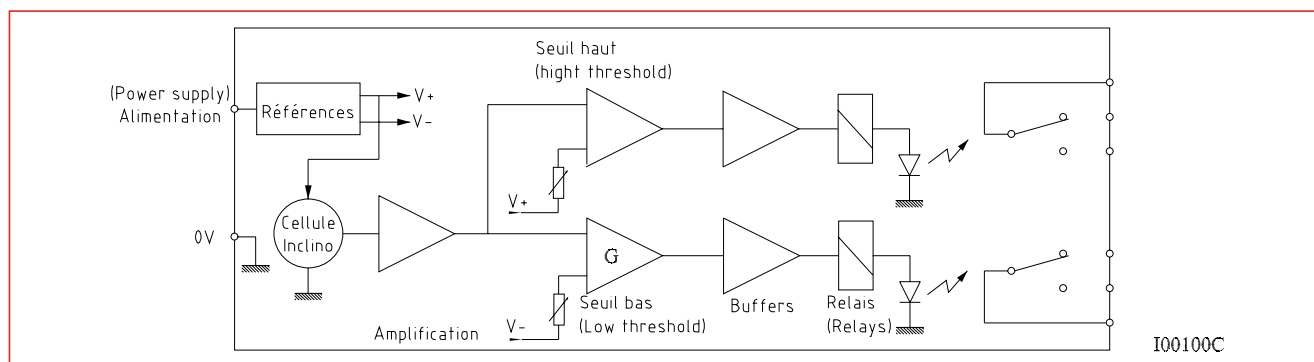 Seuil haut
(hight threshold)
(Power supply)
Alimentation
Références
V+
V-
V+
Cellule
Inclino
0V
G
V-
Seuil bas
(Low threshold)
Amplification
Buffers
Relais
(Relays)
I00100C